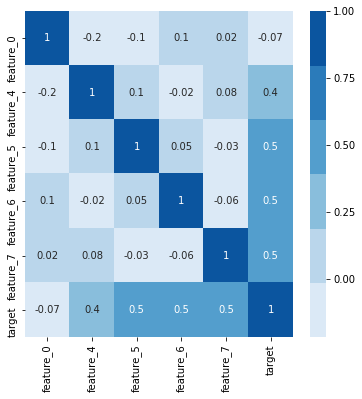 feature_0 1 -0.2 -0.1 0.1 0.02 -0.07
feature_4 -0.2 1 0.1 -0.02 0.08 0.4
feature_5 -0.1 0.1 1 0.05 -0.03 0.5
feature_6 0.1 -0.02 0.05 1 -0.06 0.5
feature_7 0.02 0.08 -0.03 -0.06 1 0.5
target -0.07 0.4 0.5 0.5 0.5 1
feature_0 feature_4 feature_5 feature_6 feature_7 target
1.00
0.75
0.50
0.25
0.00